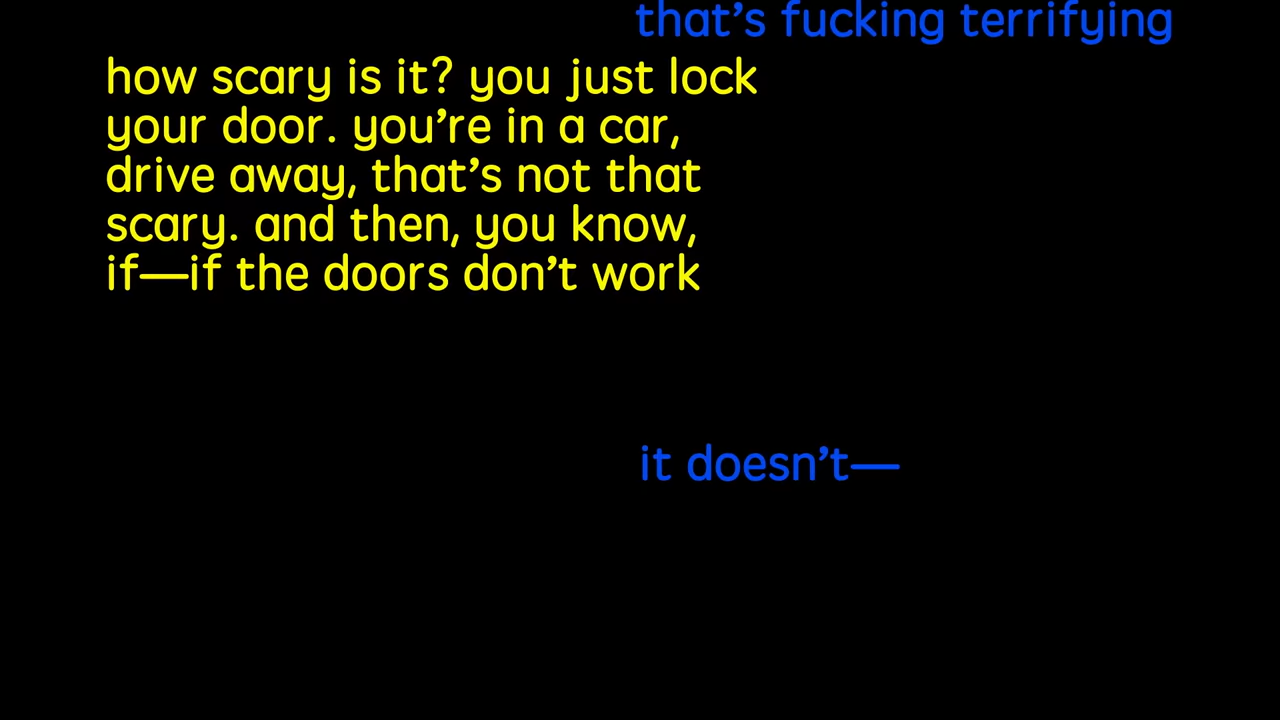 that’s fucking terrifying
how scary is it? you just lock
your door. you’re in a car,
drive away, that’s not that
scary. and then, you know,
if—if the doors don’t work
it doesn’t—